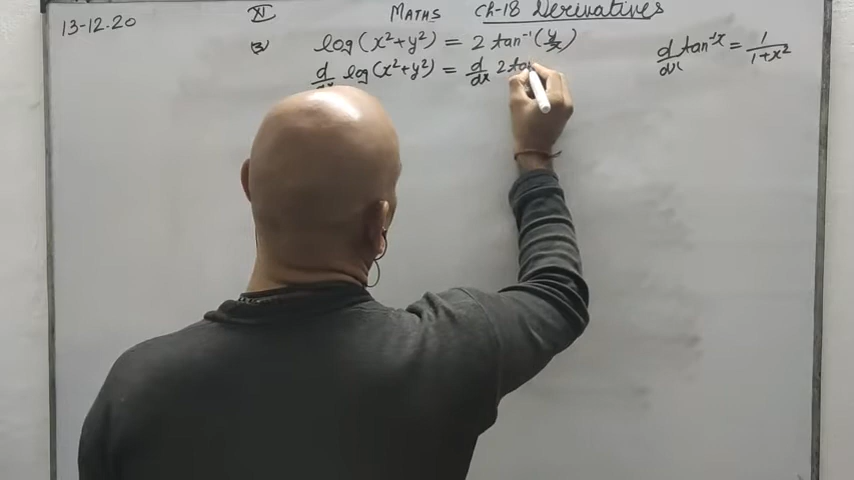 13-12.20 XI MATHS Ch-18 Derivatives
(3) log(x²+y²) = 2 tan⁻¹(y/x)
d/dx log(x²+y²) = d/dx 2 tan
d/dx tan⁻¹x = 1/1+x²